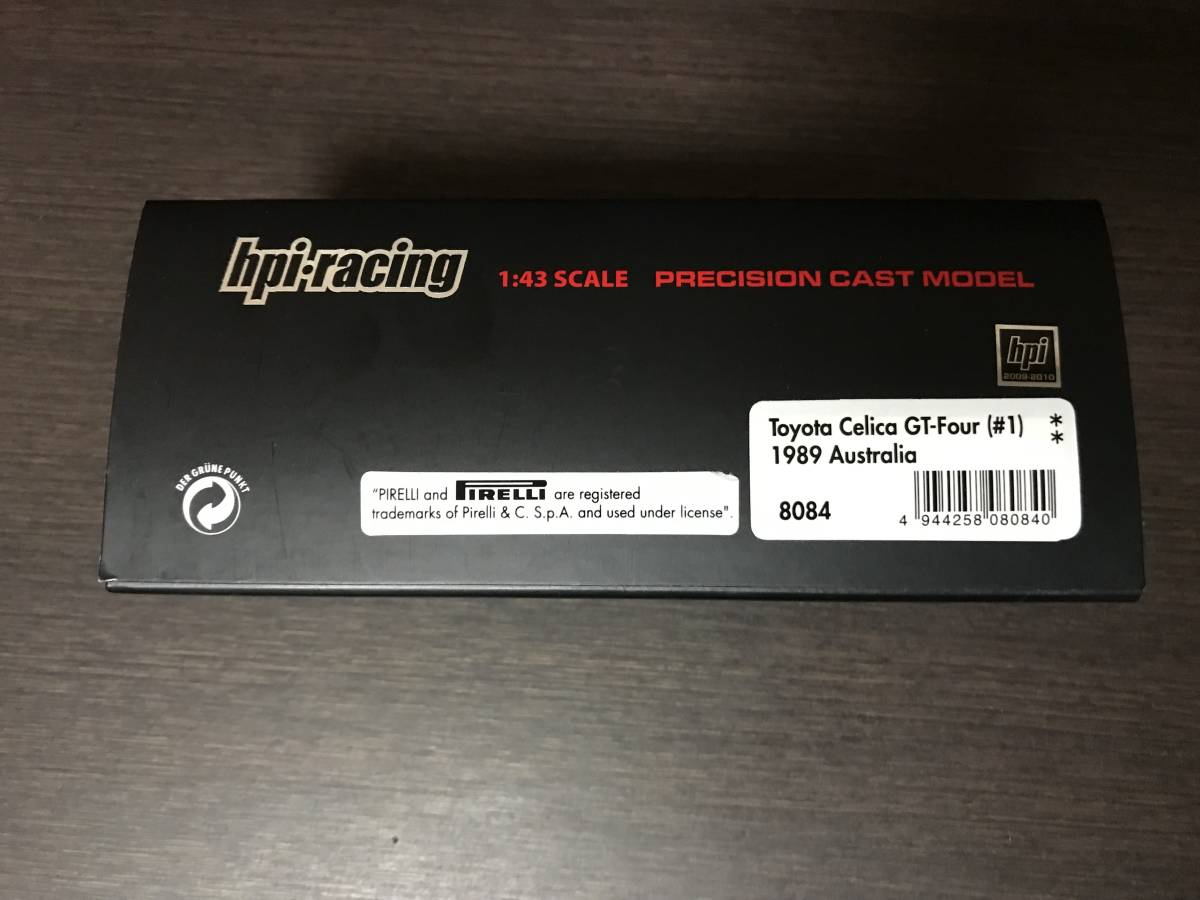 hpi·racing 1:43 SCALE PRECISION CAST MODEL
hpi
2009-2010
Toyota Celica GT-Four (#1) **
1989 Australia
8084
4 944258 080840
DER GRÜNE PUNKT
"PIRELLI and PIRELLI are registered
trademarks of Pirelli & C. S.p.A. and used under license".